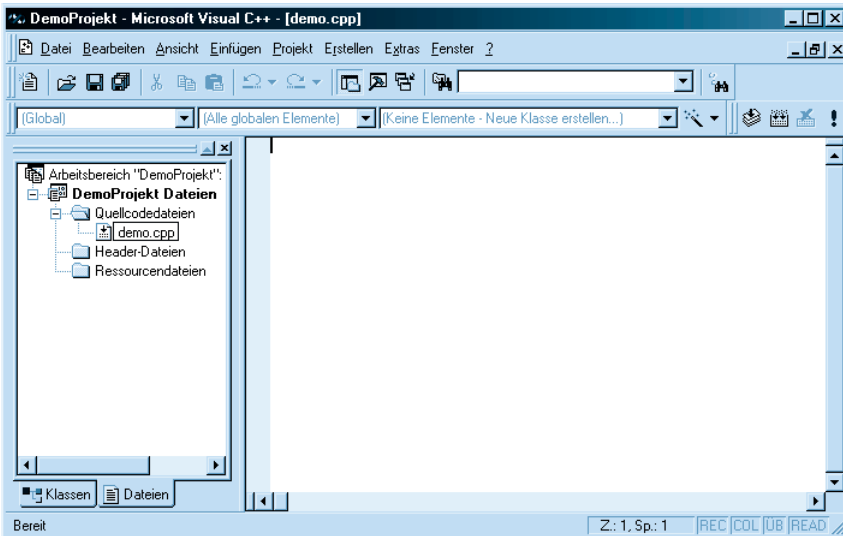 DemoProjekt - Microsoft Visual C++ - [demo.cpp]
Datei Bearbeiten Ansicht Einfügen Projekt Erstellen Extras Fenster ?
(Global) (Alle globalen Elemente) (Keine Elemente - Neue Klasse erstellen...)
Arbeitsbereich "DemoProjekt":
DemoProjekt Dateien
Quellcodedateien
demo.cpp
Header-Dateien
Ressourcendateien
Klassen Dateien
Bereit Z.: 1, Sp.: 1 REC COL ÜB READ